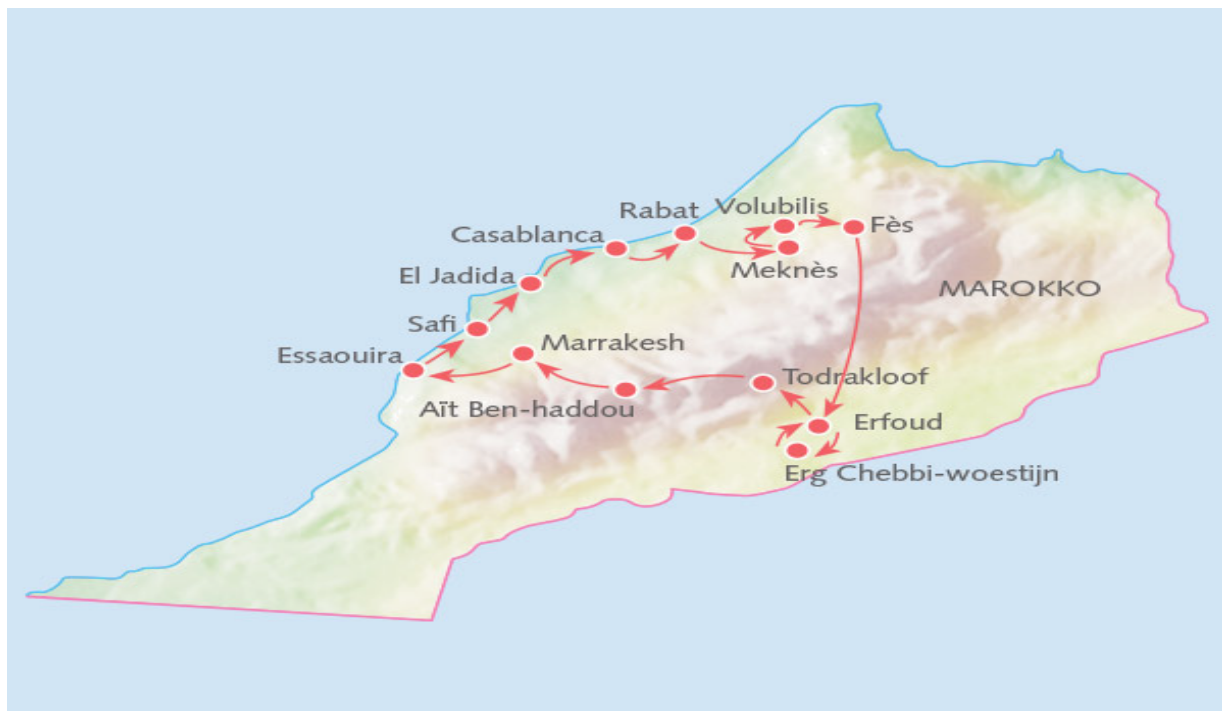 Rabat
Volubilis
Fès
Casablanca
Meknès
El Jadida
MAROKKO
Safi
Marrakesh
Essaouira
Todrakloof
Aït Ben-haddou
Erfoud
Erg Chebbi-woestijn